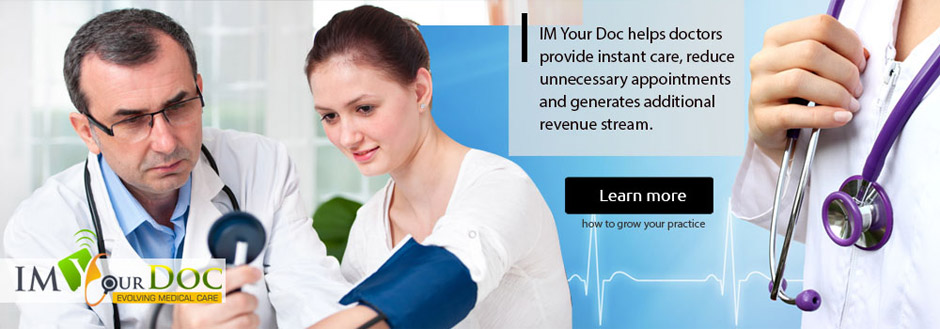 IM Your Doc helps doctors
provide instant care, reduce
unnecessary appointments
and generates additional
revenue stream.
Learn more
how to grow your practice
IM YOUR DOC
EVOLVING MEDICAL CARE